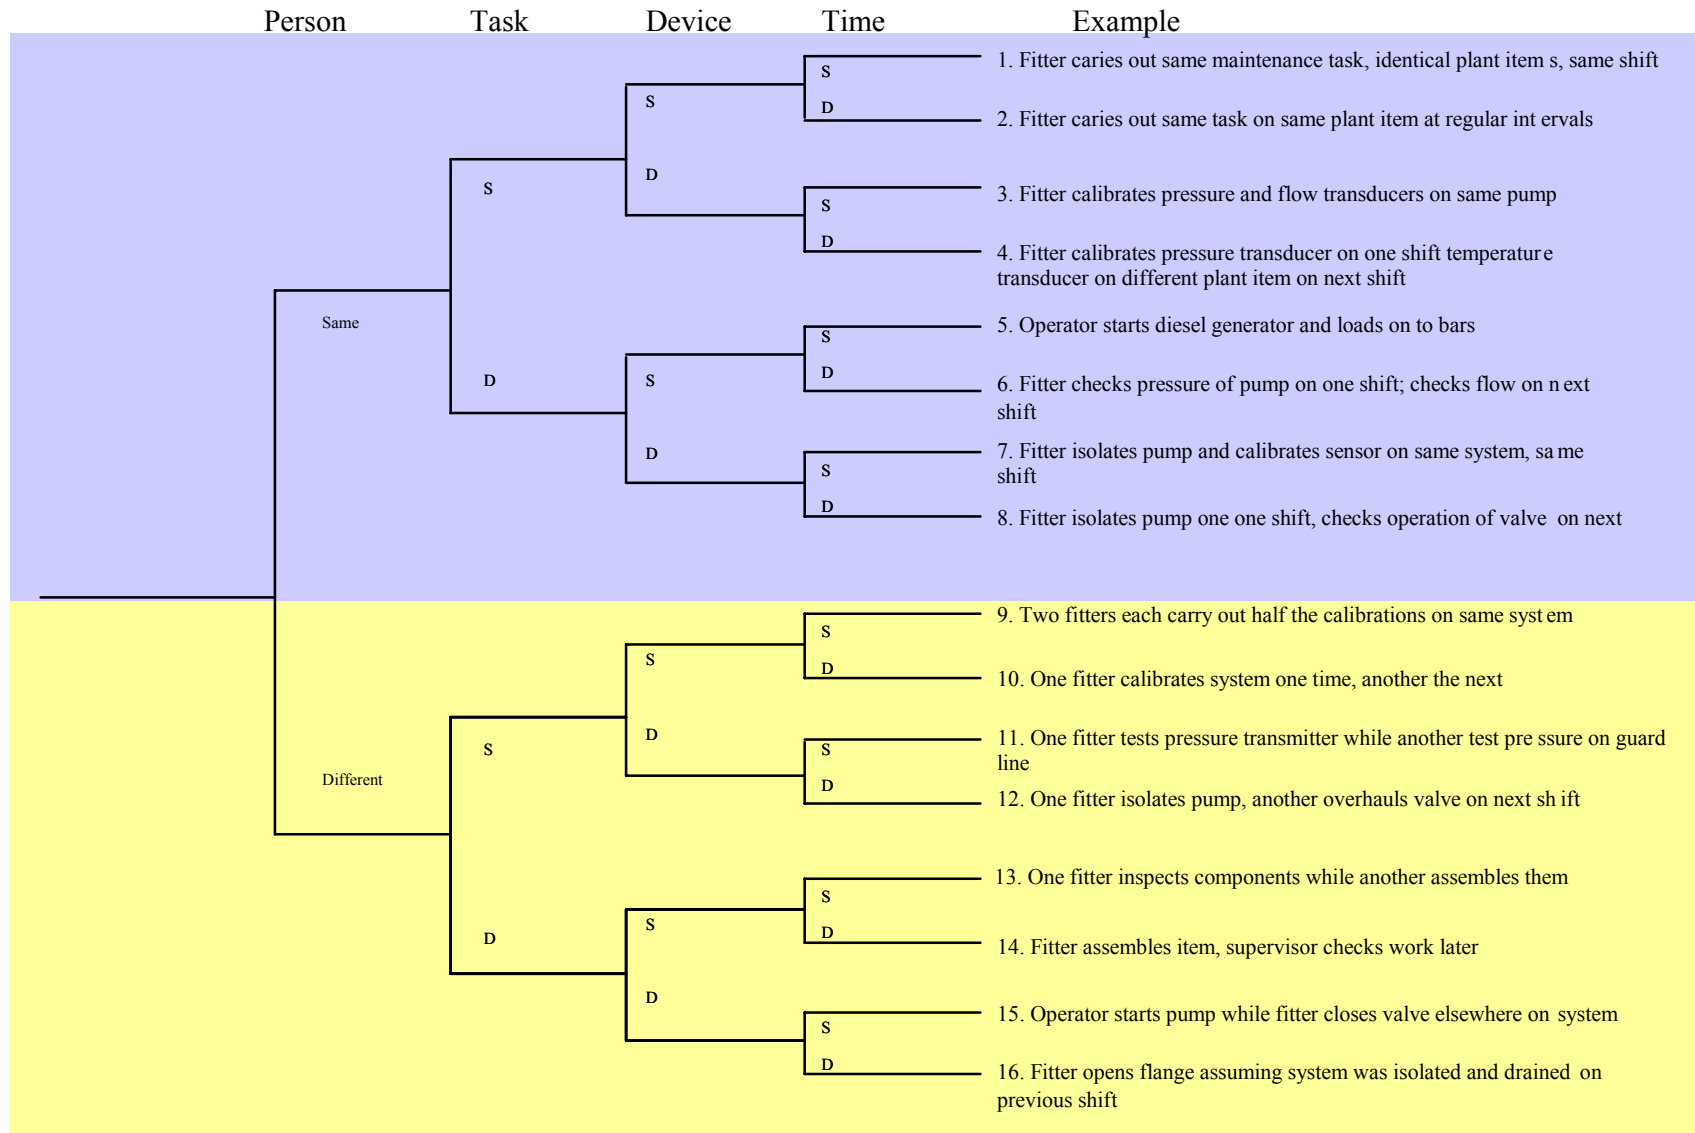 Person Task Device Time Example
1. Fitter caries out same maintenance task, identical plant item s, same shift
S
D
2. Fitter caries out same task on same plant item at regular int ervals
S
D
S
3. Fitter calibrates pressure and flow transducers on same pump
S
D
4. Fitter calibrates pressure transducer on one shift temperature
transducer on different plant item on next shift
Same
5. Operator starts diesel generator and loads on to bars
S
D
6. Fitter checks pressure of pump on one shift; checks flow on n ext
shift
D
S
D
7. Fitter isolates pump and calibrates sensor on same system, sa me
shift
S
D
8. Fitter isolates pump one one shift, checks operation of valve on next
9. Two fitters each carry out half the calibrations on same syst em
S
D
10. One fitter calibrates system one time, another the next
S
D
S
11. One fitter tests pressure transmitter while another test pre ssure on guard
line
S
D
12. One fitter isolates pump, another overhauls valve on next sh ift
Different
13. One fitter inspects components while another assembles them
S
D
14. Fitter assembles item, supervisor checks work later
D
S
D
15. Operator starts pump while fitter closes valve elsewhere on system
S
D
16. Fitter opens flange assuming system was isolated and drained on
previous shift